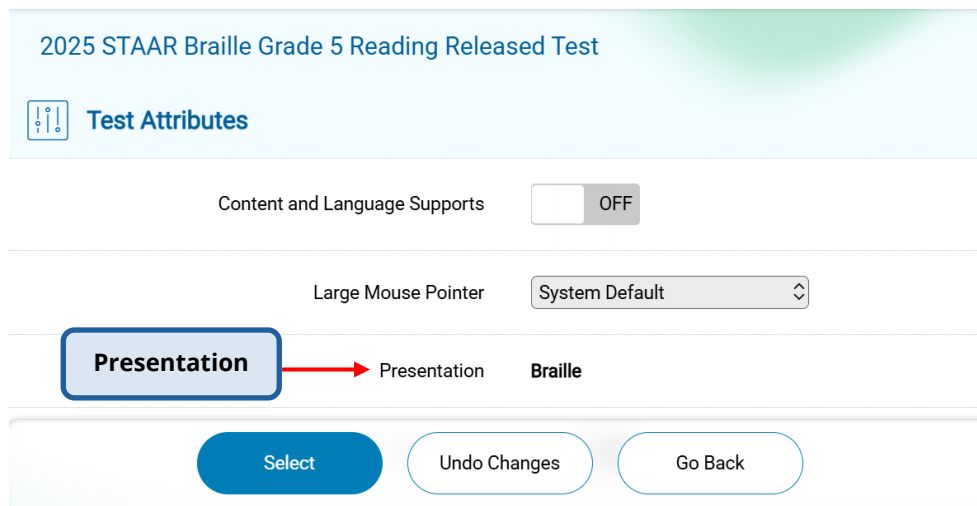 2025 STAAR Braille Grade 5 Reading Released Test
Test Attributes
Content and Language Supports OFF
Large Mouse Pointer System Default
Presentation Presentation Braille
Select Undo Changes Go Back